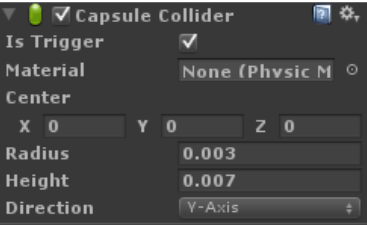 Capsule Collider
Is Trigger
Material None (Physic M
Center
X 0 Y 0 Z 0
Radius 0.003
Height 0.007
Direction Y-Axis